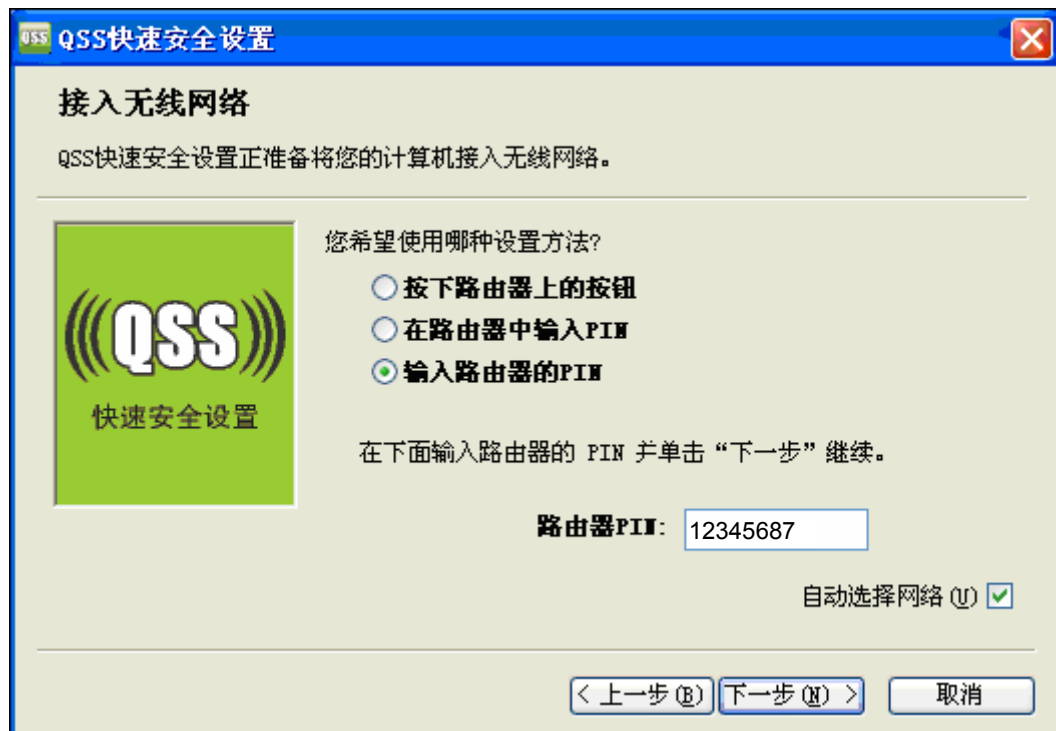 QSS QSS快速安全设置
接入无线网络
QSS快速安全设置正准备将您的计算机接入无线网络。
您希望使用哪种设置方法?
按下路由器上的按钮
在路由器中输入PIN
输入路由器的PIN
QSS
快速安全设置
在下面输入路由器的 PIN 并单击“下一步”继续。
路由器PIN: 12345687
自动选择网络(U)
< 上一步(B) 下一步(N) > 取消